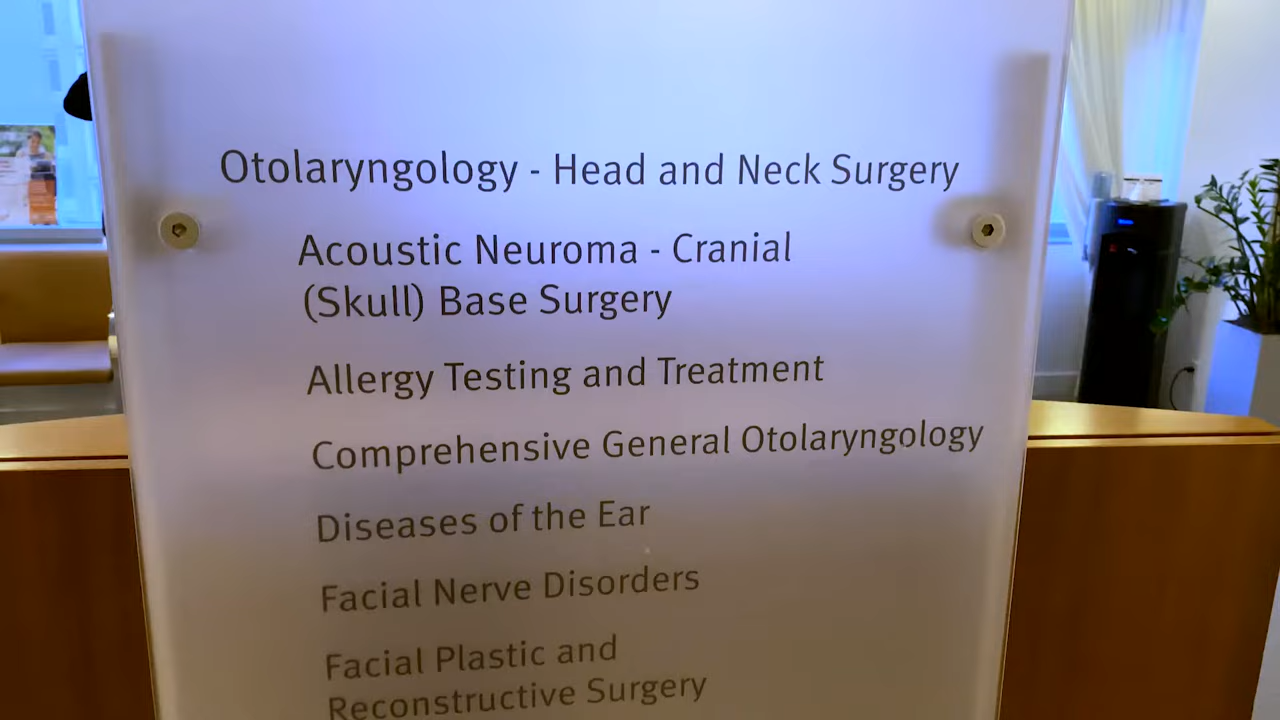 Otolaryngology - Head and Neck Surgery
Acoustic Neuroma - Cranial
(Skull) Base Surgery
Allergy Testing and Treatment
Comprehensive General Otolaryngology
Diseases of the Ear
Facial Nerve Disorders
Facial Plastic and
Reconstructive Surgery